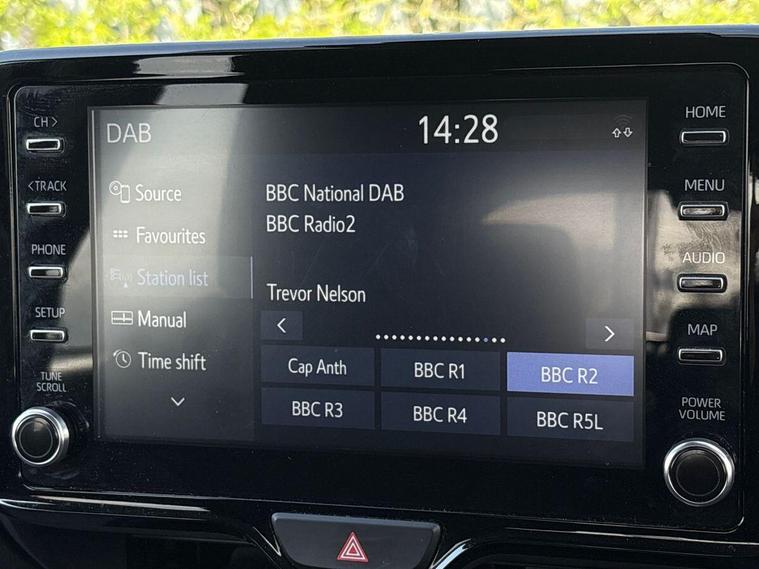 CH >
<TRACK
PHONE
SETUP
TUNE
SCROLL
DAB
14:28
Source
Favourites
Station list
Manual
Time shift
BBC National DAB
BBC Radio2
Trevor Nelson
Cap Anth
BBC R1
BBC R2
BBC R3
BBC R4
BBC R5L
HOME
MENU
AUDIO
MAP
POWER
VOLUME